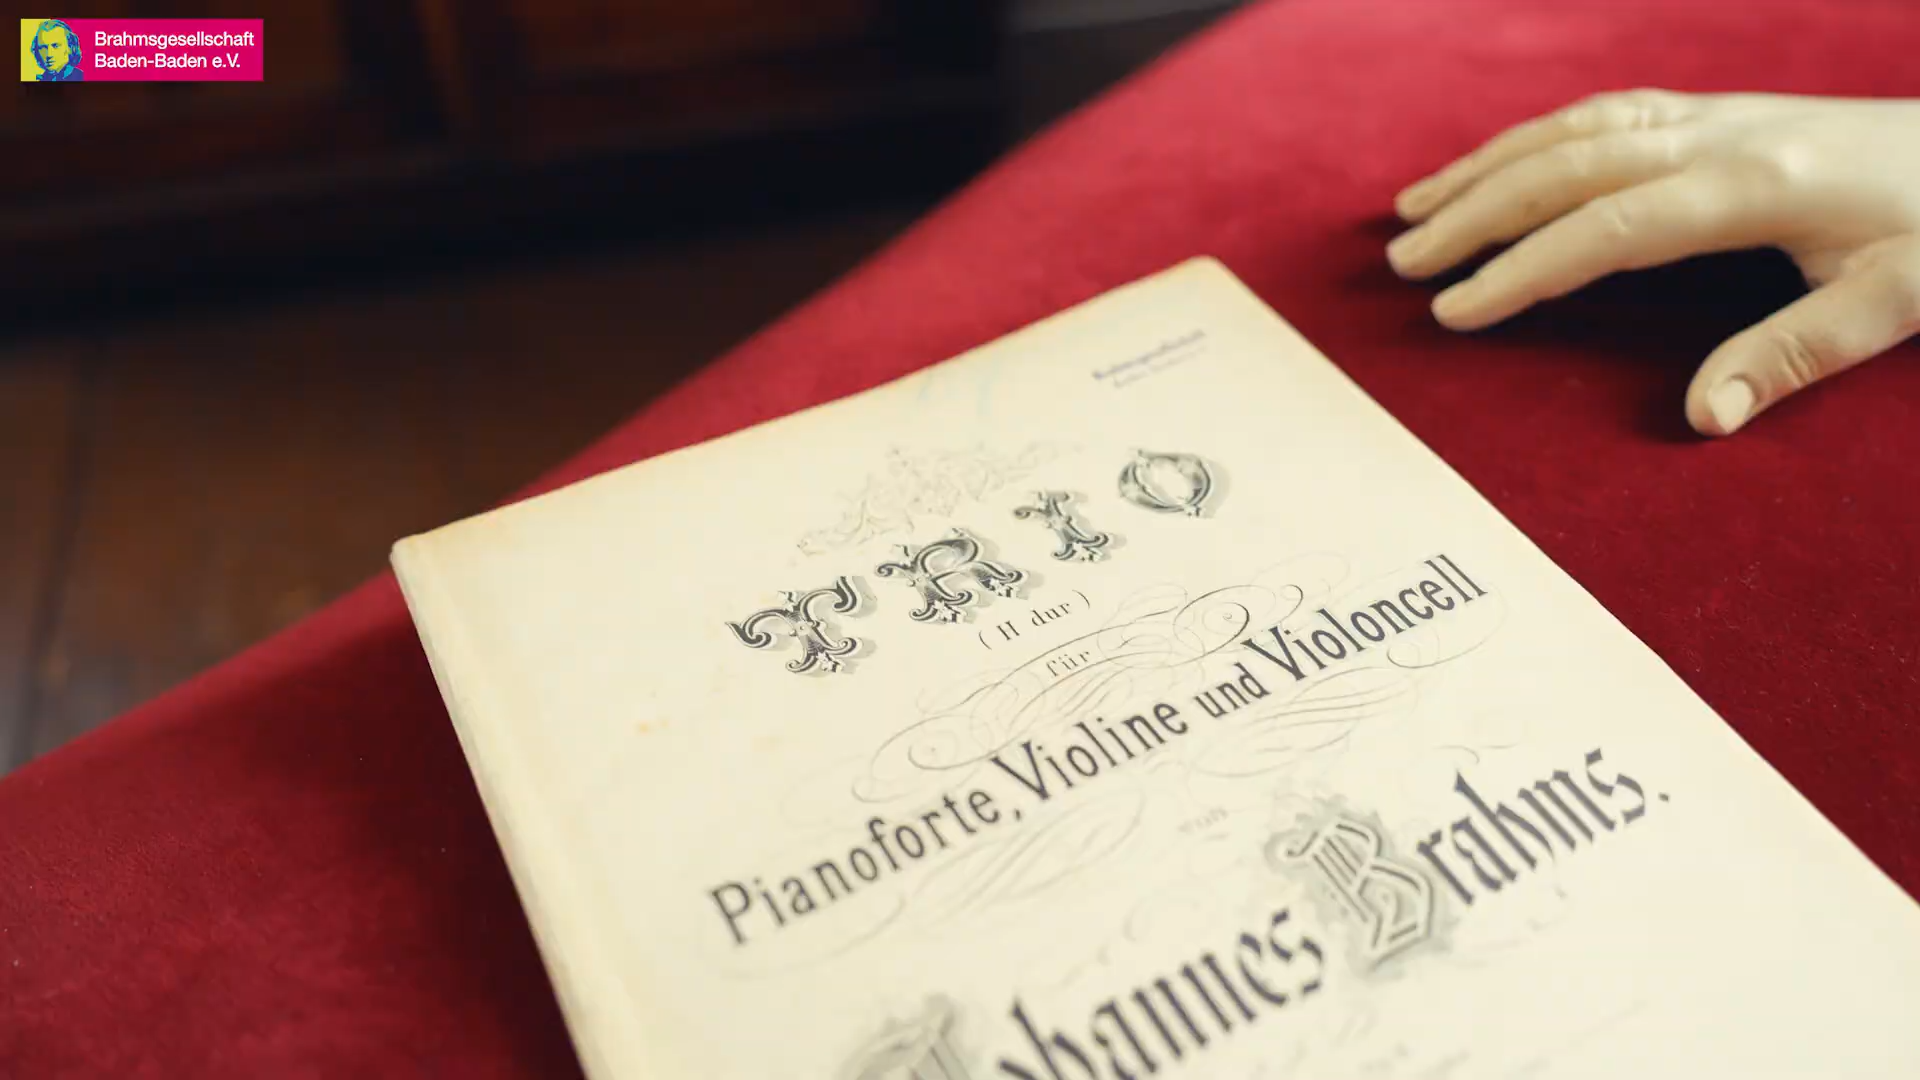 Brahmsgesellschaft
Baden-Baden e.V.
TRIO
(H dur)
für
Pianoforte, Violine und Violoncell
von
Johannes Brahms.